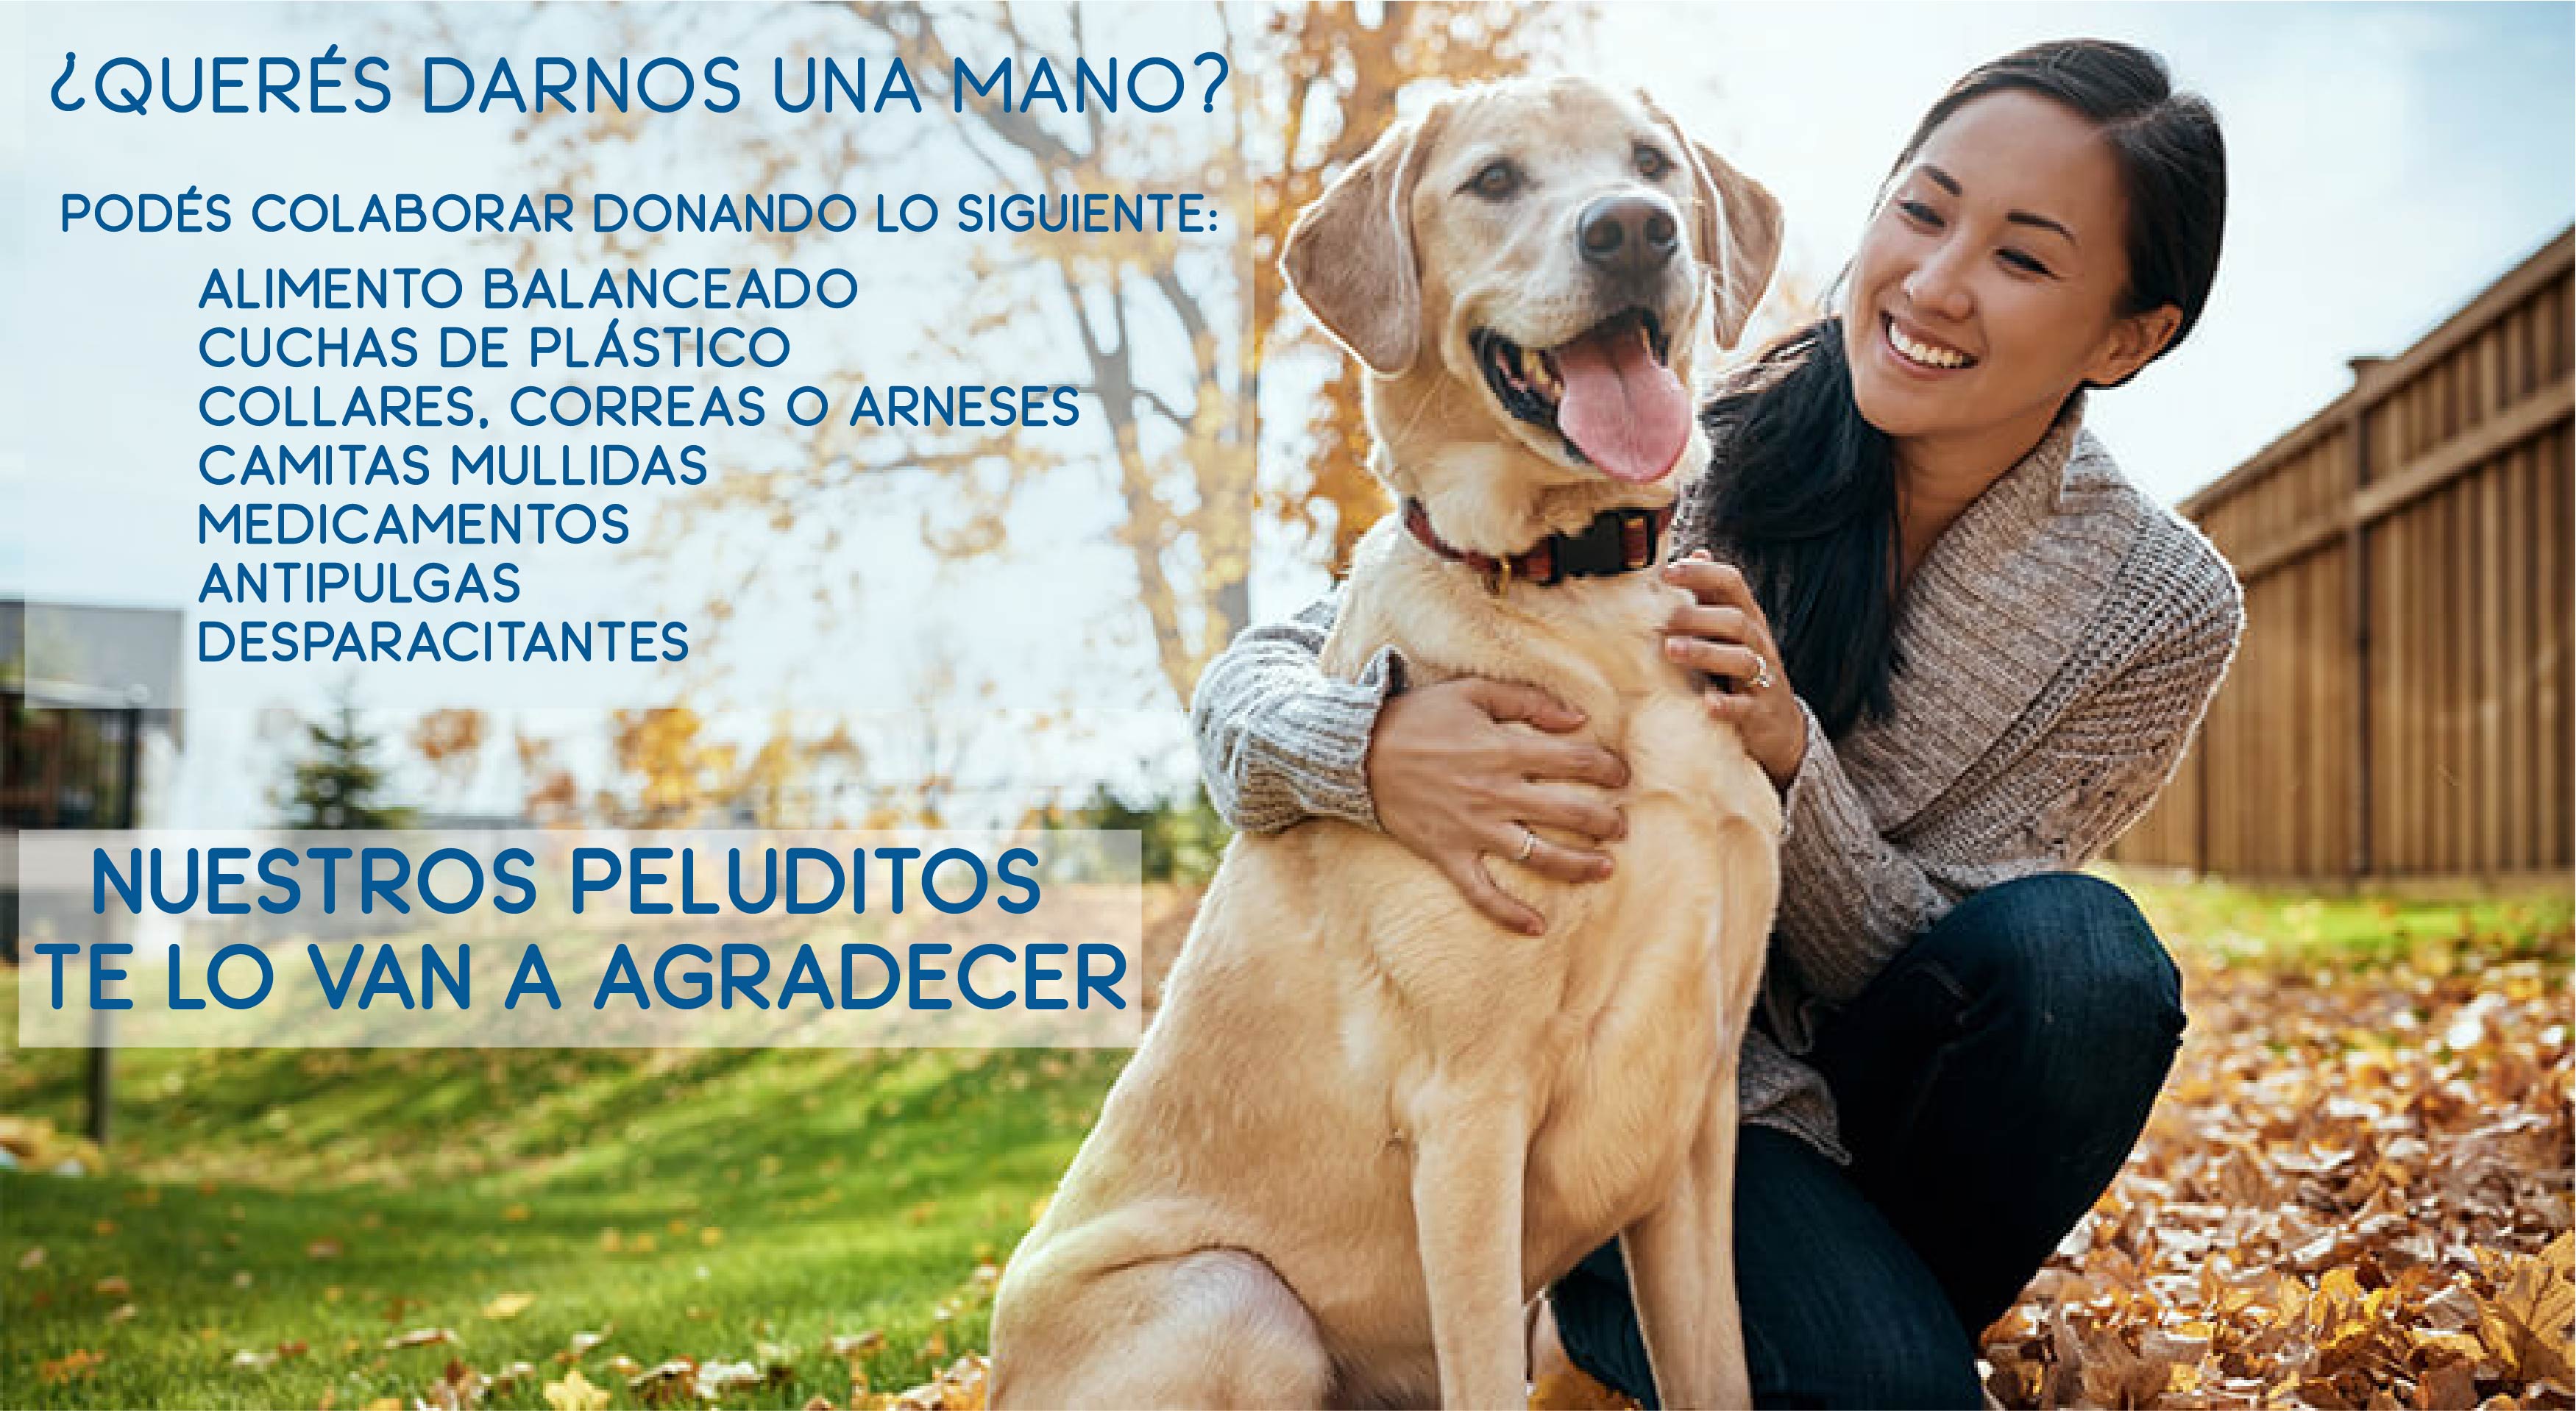 ¿QUERÉS DARNOS UNA MANO?
PODÉS COLABORAR DONANDO LO SIGUIENTE:
ALIMENTO BALANCEADO
CUCHAS DE PLÁSTICO
COLLARES, CORREAS O ARNESES
CAMITAS MULLIDAS
MEDICAMENTOS
ANTIPULGAS
DESPARACITANTES
NUESTROS PELUDITOS
TE LO VAN A AGRADECER